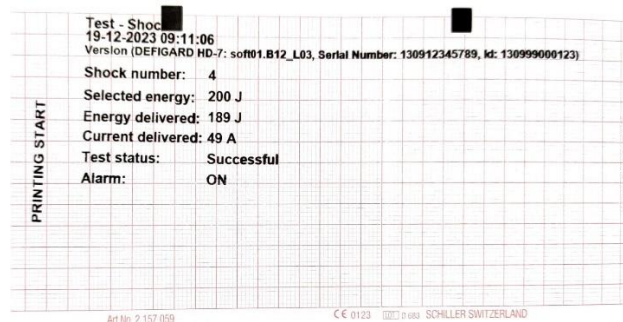 Test - Shoc
19-12-2023 09:11:06
Version (DEFIGARD HD-7: soft01.B12_L03, Serial Number: 130912345789, Id: 130999000123)
Shock number: 4
Selected energy: 200 J
Energy delivered: 189 J
Current delivered: 49 A
Test status: Successful
Alarm: ON
PRINTING START
Art No. 2.157.059
CE 0123 LOT D 683 SCHILLER SWITZERLAND